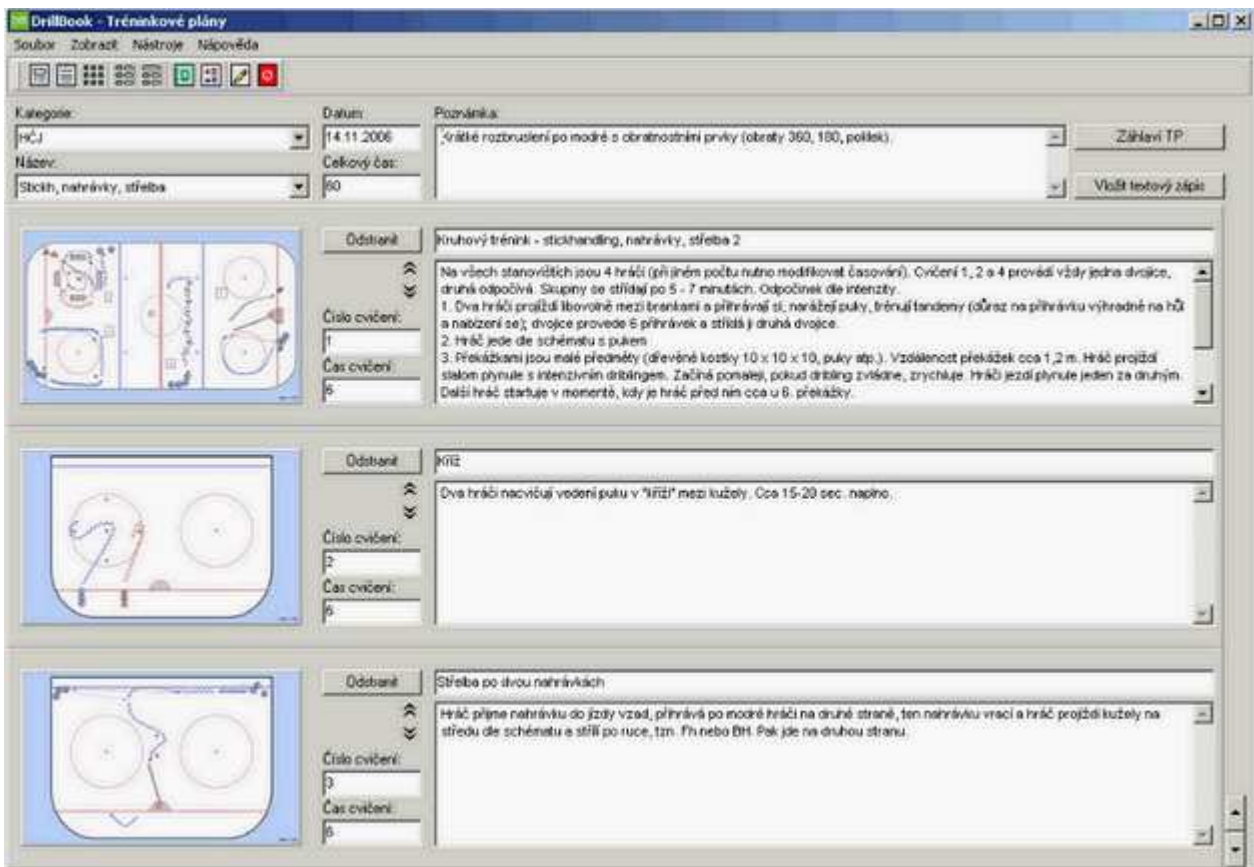 DrillBook - Tréninkové plány
Soubor Zobrazit Nástroje Nápověda
Kategorie:
Datum:
Poznámka:
HČJ
14.11.2006
Krátké rozbruslení po modré s obratnostními prvky (obraty 360, 180, poklek).
Záhlaví TP
Název:
Celkový čas:
Stickh, nahrávky, střelba
60
Vložit textový zápis
Odstranit
Kruhový trénink - stickhandling, nahrávky, střelba 2
Na všech stanovištích jsou 4 hráči (při jiném počtu nutno modifikovat časování). Cvičení 1, 2 a 4 provádí vždy jedna dvojice,
druhá odpočívá. Skupiny se střídají po 5 - 7 minutách. Odpočinek dle intenzity.
1. Dva hráči projíždí libovolně mezi brankami a přihrávají si, narážejí puky, trénují tandemy (důraz na přihrávku výhradně na hůl
a nabízení se); dvojice provede 6 přihrávek a střídá ji druhá dvojice.
2. Hráč jede dle schématu s pukem
3. Překážkami jsou malé předměty (dřevěné kostky 10 x 10 x 10, puky atp.). Vzdálenost překážek cca 1,2 m. Hráč projíždí
slalom plynule s intenzivním driblingem. Začíná pomaleji, pokud dribling zvládne, zrychluje. Hráči jezdí plynule jeden za druhým.
Další hráč startuje v momentě, kdy je hráč před ním cca u 6. překážky.
Číslo cvičení:
1
Čas cvičení:
6
Odstranit
Kříž
Dva hráči nacvičují vedení puku v "kříži" mezi kužely. Cca 15-20 sec. naplno.
Číslo cvičení:
2
Čas cvičení:
6
Odstranit
Střelba po dvou nahrávkách
Hráč přijme nahrávku do jízdy vzad, přihrává po modré hráči na druhé straně, ten nahrávku vrací a hráč projíždí kužely na
středu dle schématu a střílí po ruce, tzn. Fh nebo BH. Pak jde na druhou stranu.
Číslo cvičení:
3
Čas cvičení:
6